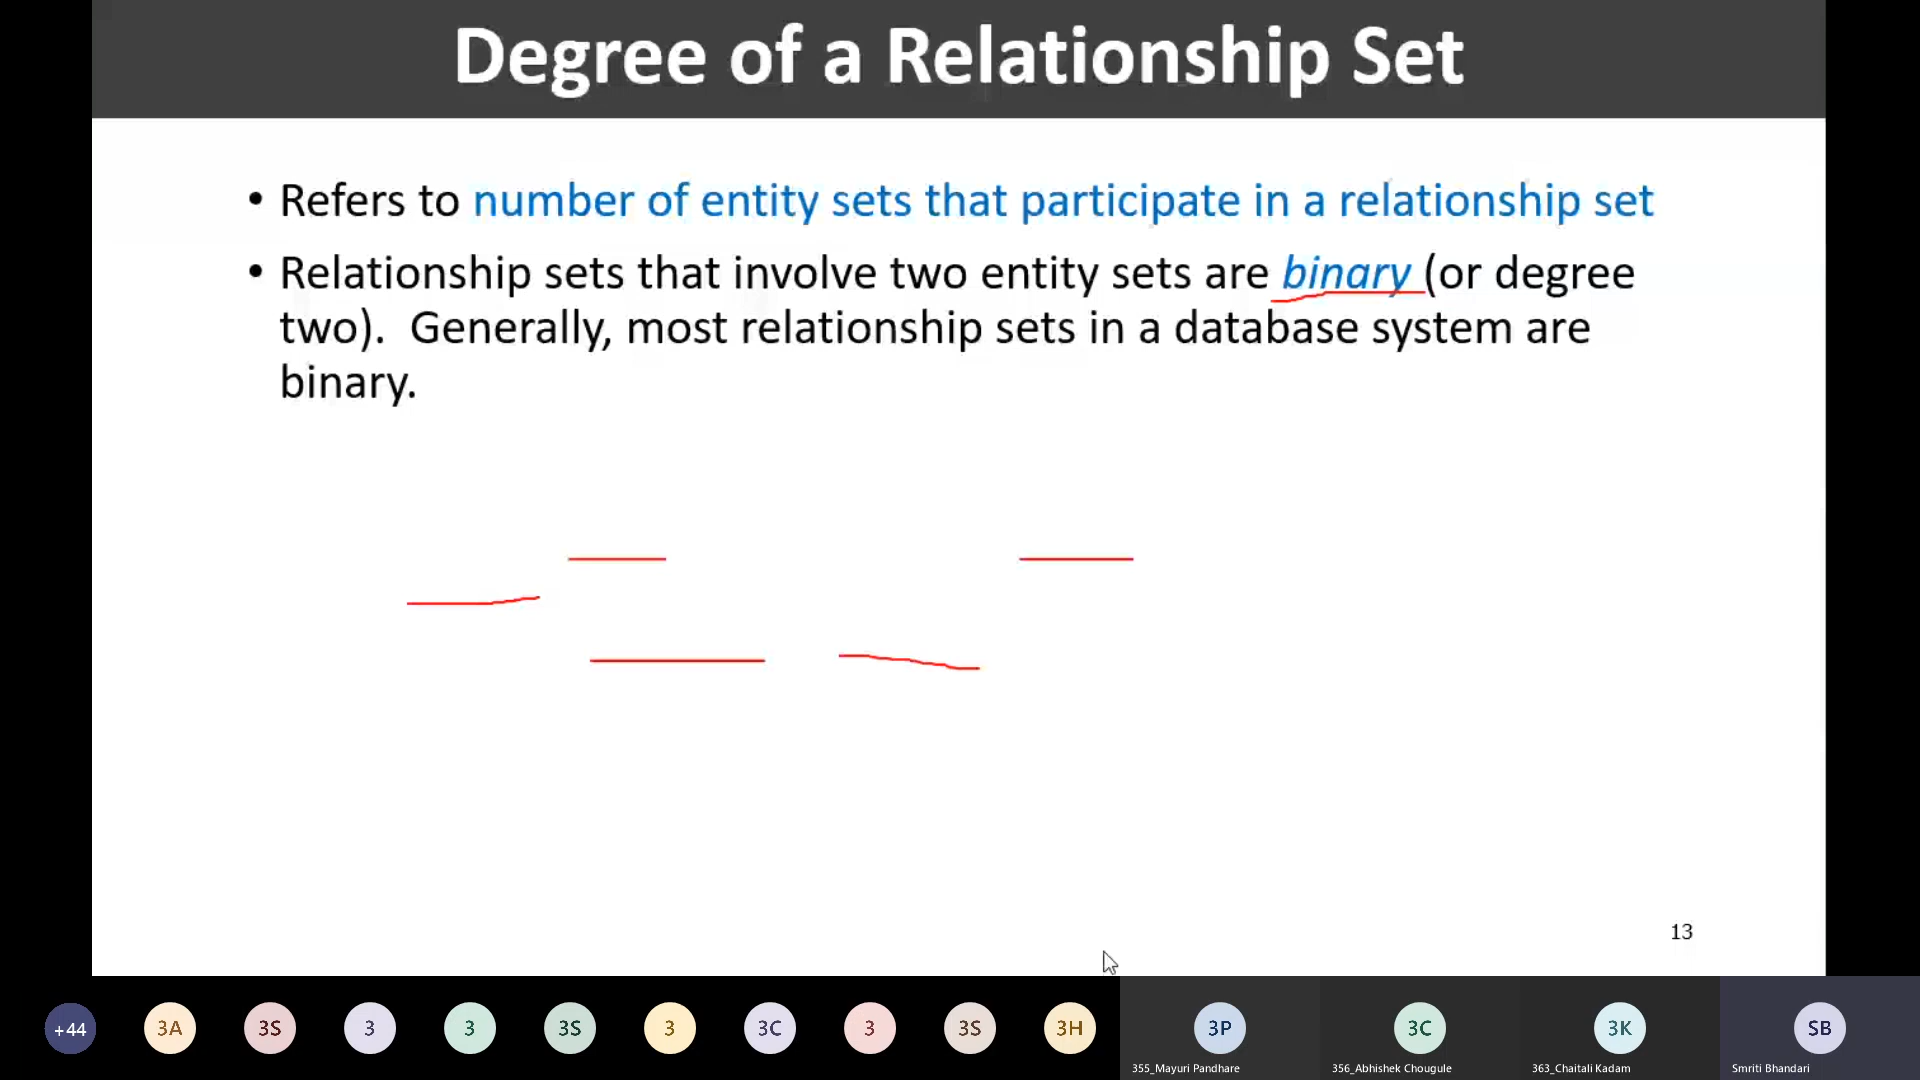 Degree of a Relationship Set
• Refers to number of entity sets that participate in a relationship set
• Relationship sets that involve two entity sets are binary (or degree
two).  Generally, most relationship sets in a database system are
binary.
13
+44 3A 3S 3 3 3S 3 3C 3 3S 3H 3P 3C 3K SB
355_Mayuri Pandhare 356_Abhishek Chougule 363_Chaitali Kadam Smriti Bhandari